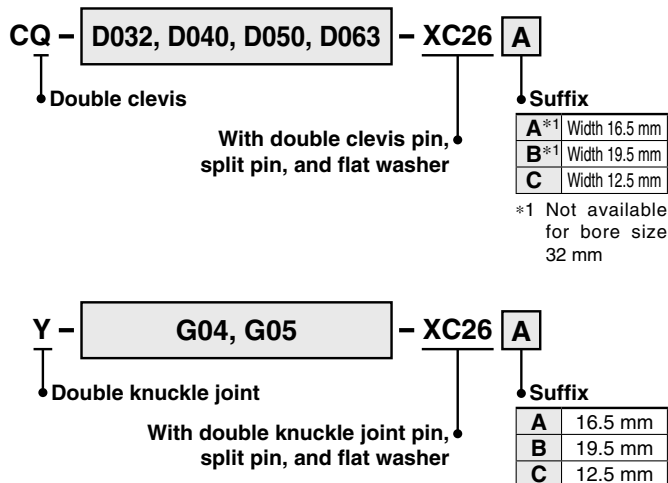 CQ – D032, D040, D050, D063 – XC26 A
Double clevis
With double clevis pin,
split pin, and flat washer
Suffix
A*1 Width 16.5 mm
B*1 Width 19.5 mm
C Width 12.5 mm
*1 Not available
for bore size
32 mm
Y – G04, G05 – XC26 A
Double knuckle joint
With double knuckle joint pin,
split pin, and flat washer
Suffix
A 16.5 mm
B 19.5 mm
C 12.5 mm